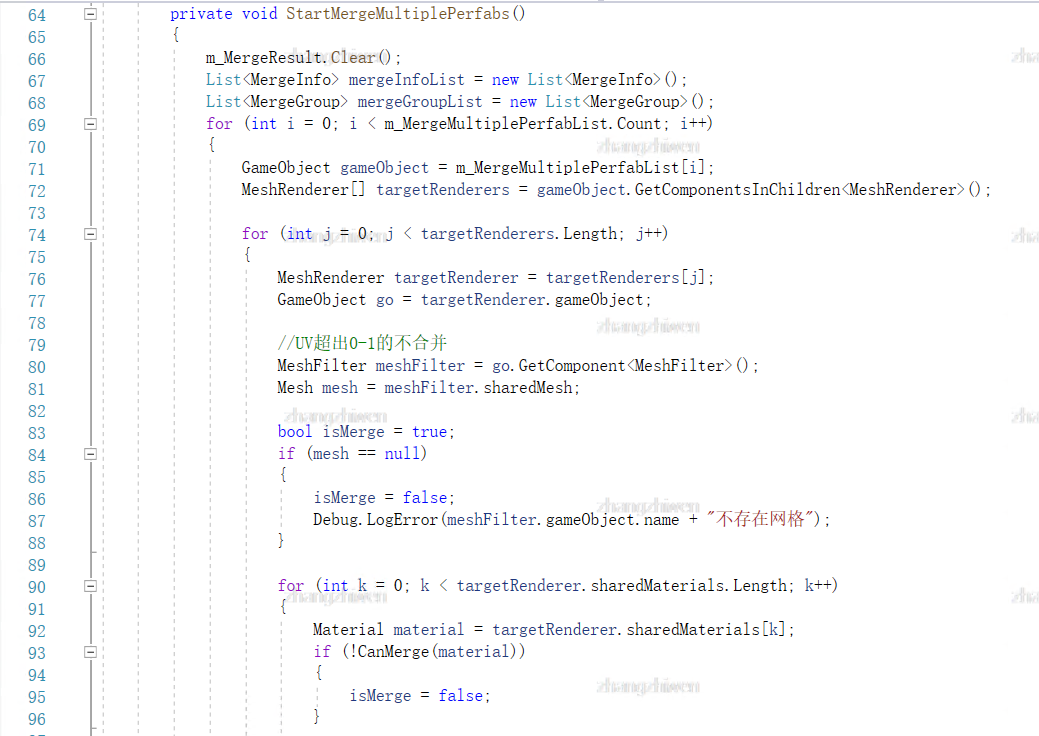 64 private void StartMergeMultiplePerfabs()
65 {
66 m_MergeResult.Clear();
67 List<MergeInfo> mergeInfoList = new List<MergeInfo>();
68 List<MergeGroup> mergeGroupList = new List<MergeGroup>();
69 for (int i = 0; i < m_MergeMultiplePerfabList.Count; i++)
70 {
71 GameObject gameObject = m_MergeMultiplePerfabList[i];
72 MeshRenderer[] targetRenderers = gameObject.GetComponentsInChildren<MeshRenderer>();
73
74 for (int j = 0; j < targetRenderers.Length; j++)
75 {
76 MeshRenderer targetRenderer = targetRenderers[j];
77 GameObject go = targetRenderer.gameObject;
78
79 //UV超出0-1的不合并
80 MeshFilter meshFilter = go.GetComponent<MeshFilter>();
81 Mesh mesh = meshFilter.sharedMesh;
82
83 bool isMerge = true;
84 if (mesh == null)
85 {
86 isMerge = false;
87 Debug.LogError(meshFilter.gameObject.name + "不存在网格");
88 }
89
90 for (int k = 0; k < targetRenderer.sharedMaterials.Length; k++)
91 {
92 Material material = targetRenderer.sharedMaterials[k];
93 if (!CanMerge(material))
94 {
95 isMerge = false;
96 }